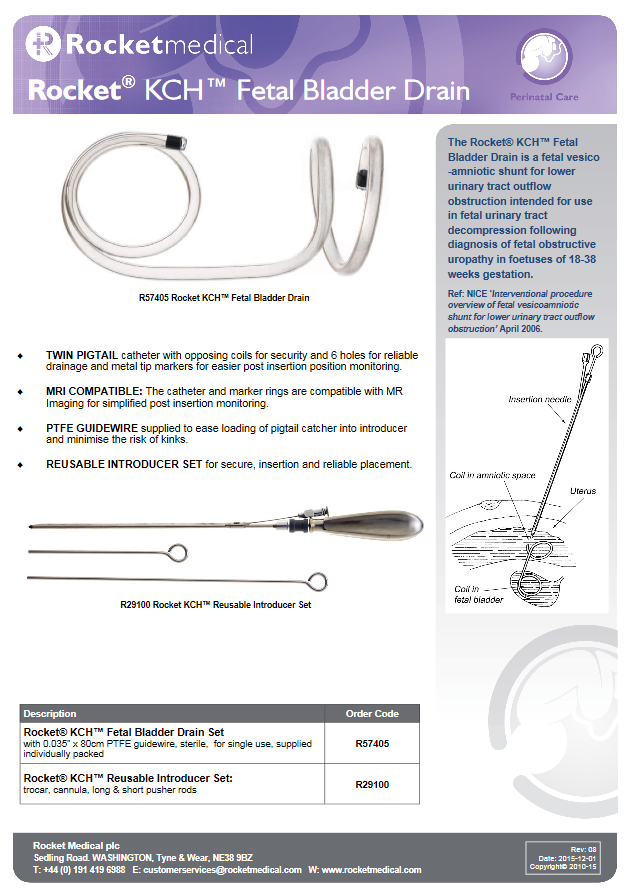 Rocketmedical
Rocket® KCH™ Fetal Bladder Drain
Perinatal Care
R57405 Rocket KCH™ Fetal Bladder Drain
TWIN PIGTAIL catheter with opposing coils for security and 6 holes for reliable
drainage and metal tip markers for easier post insertion position monitoring.
MRI COMPATIBLE: The catheter and marker rings are compatible with MR
Imaging for simplified post insertion monitoring.
PTFE GUIDEWIRE supplied to ease loading of pigtail catcher into introducer
and minimise the risk of kinks.
REUSABLE INTRODUCER SET for secure, insertion and reliable placement.
R29100 Rocket KCH™ Reusable Introducer Set
The Rocket® KCH™ Fetal
Bladder Drain is a fetal vesico
-amniotic shunt for lower
urinary tract outflow
obstruction intended for use
in fetal urinary tract
decompression following
diagnosis of fetal obstructive
uropathy in foetuses of 18-38
weeks gestation.
Ref: NICE 'Interventional procedure
overview of fetal vesicoamniotic
shunt for lower urinary tract outflow
obstruction' April 2006.
Insertion needle
Coil in amniotic space
Uterus
Coil in
fetal bladder
Description Order Code
Rocket® KCH™ Fetal Bladder Drain Set
with 0.035" x 80cm PTFE guidewire, sterile, for single use, supplied
individually packed
R57405
Rocket® KCH™ Reusable Introducer Set:
trocar, cannula, long & short pusher rods
R29100
Rocket Medical plc
Sedling Road. WASHINGTON, Tyne & Wear, NE38 9BZ
T: +44 (0) 191 419 6988 E: customerservices@rocketmedical.com W: www.rocketmedical.com
Rev: 08
Date: 2015-12-01
Copyright© 2010-15